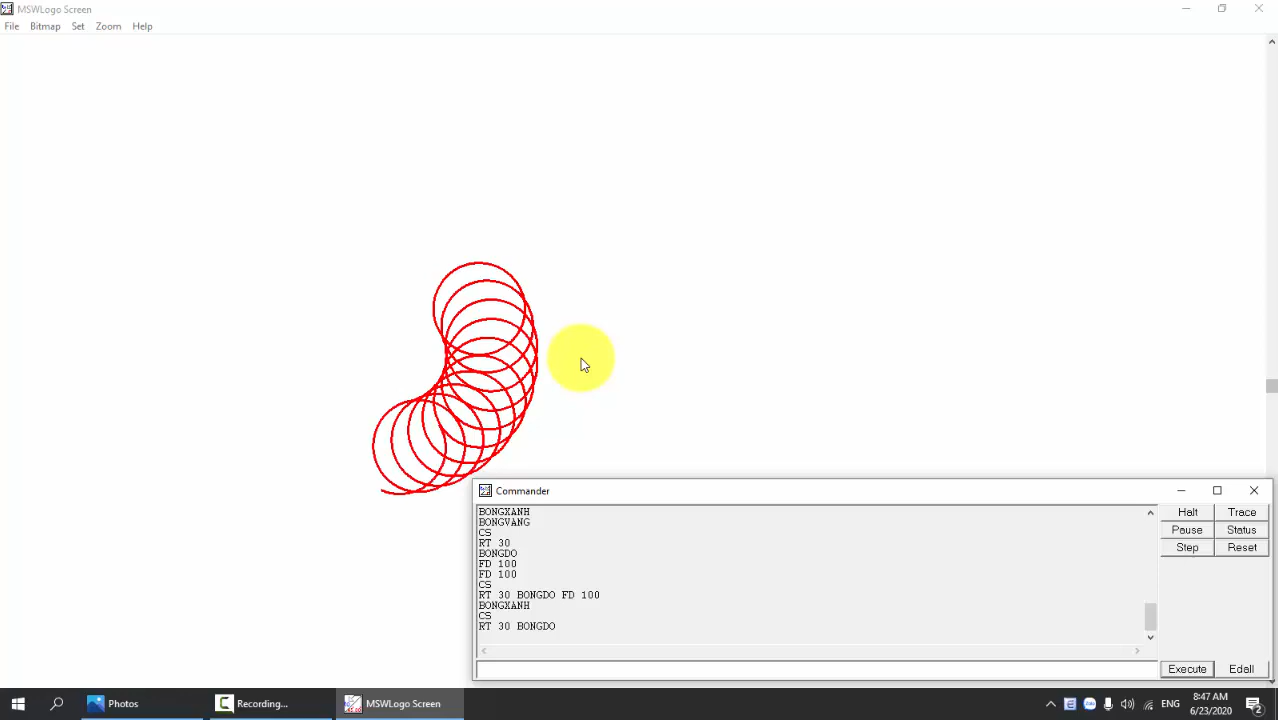 MSWLogo Screen
File Bitmap Set Zoom Help
Commander
BONGXANH
BONGVANG
CS
RT 30
BONGDO
FD 100
FD 100
CS
RT 30 BONGDO FD 100
BONGXANH
CS
RT 30 BONGDO
Halt Trace
Pause Status
Step Reset
Execute Edall
Photos
Recording...
MSWLogo Screen
ENG
8:47 AM
6/23/2020
2